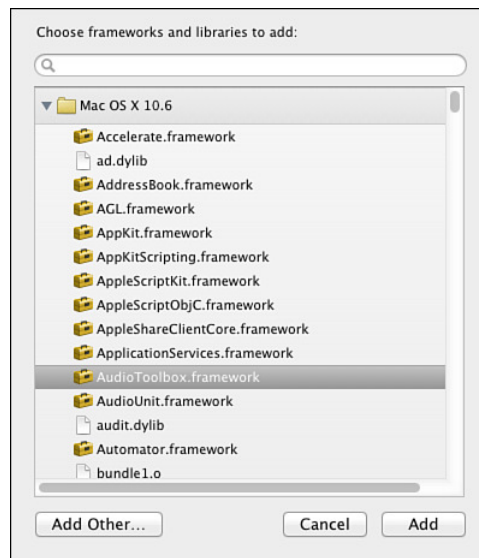 Choose frameworks and libraries to add:
Mac OS X 10.6
Accelerate.framework
ad.dylib
AddressBook.framework
AGL.framework
AppKit.framework
AppKitScripting.framework
AppleScriptKit.framework
AppleScriptObjC.framework
AppleShareClientCore.framework
ApplicationServices.framework
AudioToolbox.framework
AudioUnit.framework
audit.dylib
Automator.framework
bundle1.o
Add Other... Cancel Add